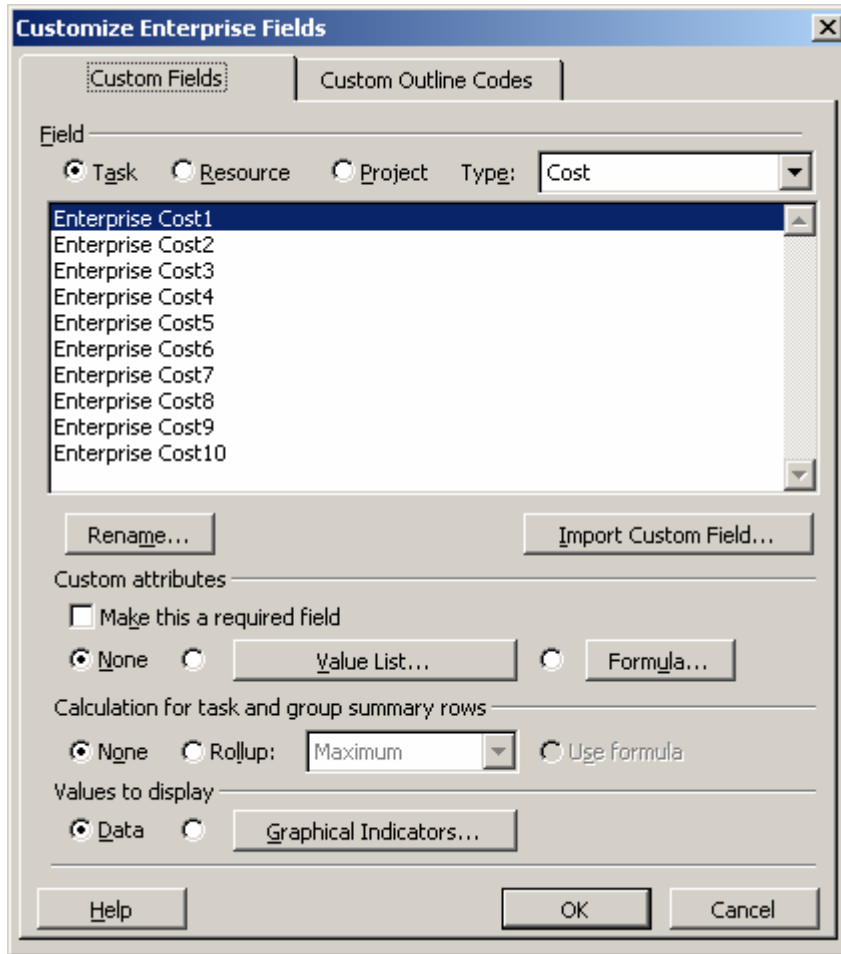 Customize Enterprise Fields
Custom Fields Custom Outline Codes
Field
Task Resource Project Type: Cost
Enterprise Cost1
Enterprise Cost2
Enterprise Cost3
Enterprise Cost4
Enterprise Cost5
Enterprise Cost6
Enterprise Cost7
Enterprise Cost8
Enterprise Cost9
Enterprise Cost10
Rename... Import Custom Field...
Custom attributes
Make this a required field
None Value List... Formula...
Calculation for task and group summary rows
None Rollup: Maximum Use formula
Values to display
Data Graphical Indicators...
Help OK Cancel